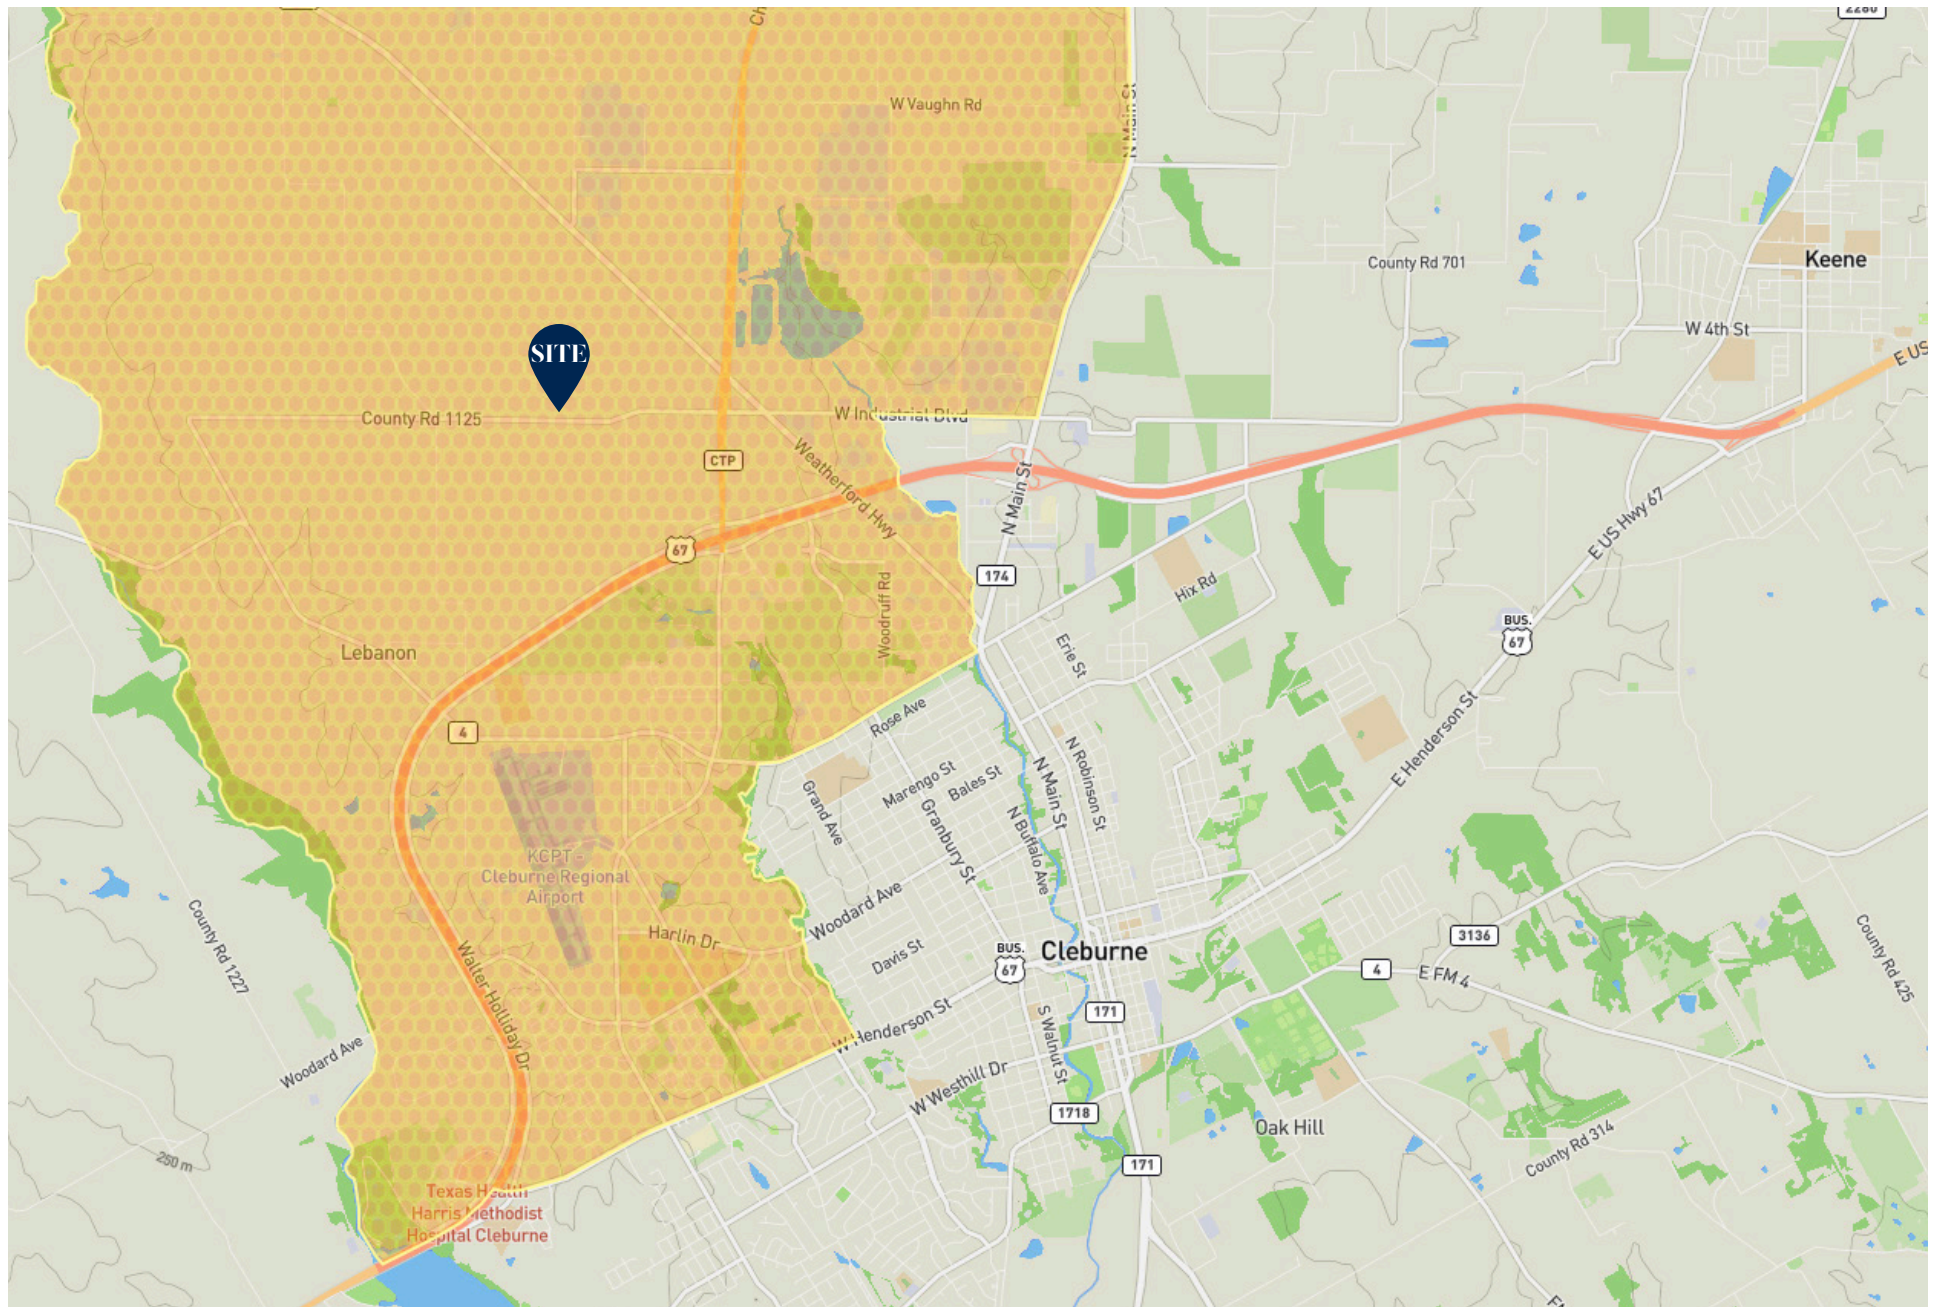 2280
W Vaughn Rd
N Main St
County Rd 701
Keene
W 4th St
SITE
E US
County Rd 1125
W Industrial Blvd
CTP
Weatherford Hwy
N Main St
E US Hwy 67
67
174
Hix Rd
Woodruff Rd
BUS.
67
Erie St
Lebanon
Rose Ave
4
N Robinson St
E Henderson St
Marengo St
Bales St
N Main St
Grand Ave
Granbury St
N Buffalo Ave
KCPT -
Cleburne Regional
Airport
Woodard Ave
County Rd 1227
Harlin Dr
Davis St
BUS.
67
Cleburne
3136
County Rd 425
4
E FM 4
Walter Holliday Dr
171
W Henderson St
S Walnut St
Woodard Ave
W Westhill Dr
1718
Oak Hill
County Rd 314
250 m
171
Texas Health
Harris Methodist
Hospital Cleburne